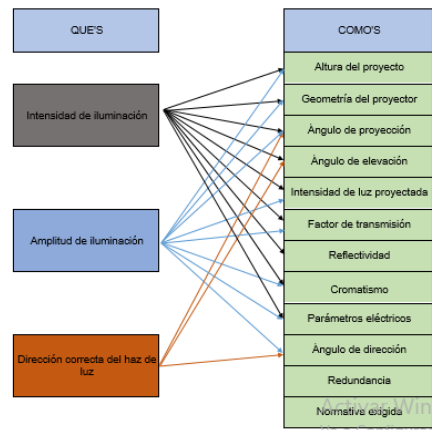 QUE'S
COMO'S
Intensidad de iluminación
Amplitud de iluminación
Dirección correcta del haz de
luz
Altura del proyecto
Geometría del proyector
Ángulo de proyección
Ángulo de elevación
Intensidad de luz proyectada
Factor de transmisión
Reflectividad
Cromatismo
Parámetros eléctricos
Ángulo de dirección
Redundancia
Normativa exigida
Activar Win